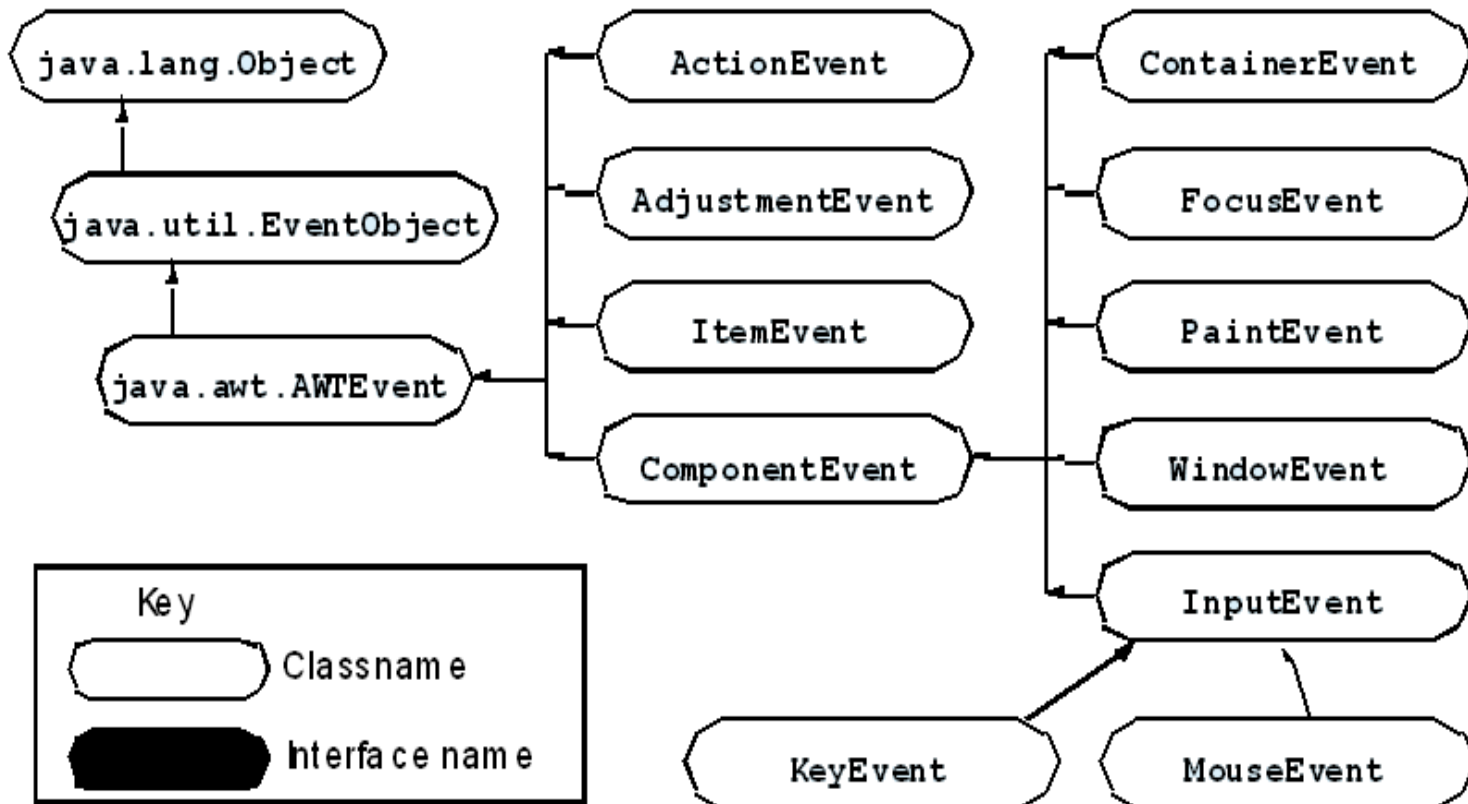 java.lang.Object
ActionEvent
ContainerEvent
java.util.EventObject
AdjustmentEvent
FocusEvent
ItemEvent
PaintEvent
java.awt.AWTEvent
ComponentEvent
WindowEvent
InputEvent
Key
Classname
Interface name
KeyEvent
MouseEvent